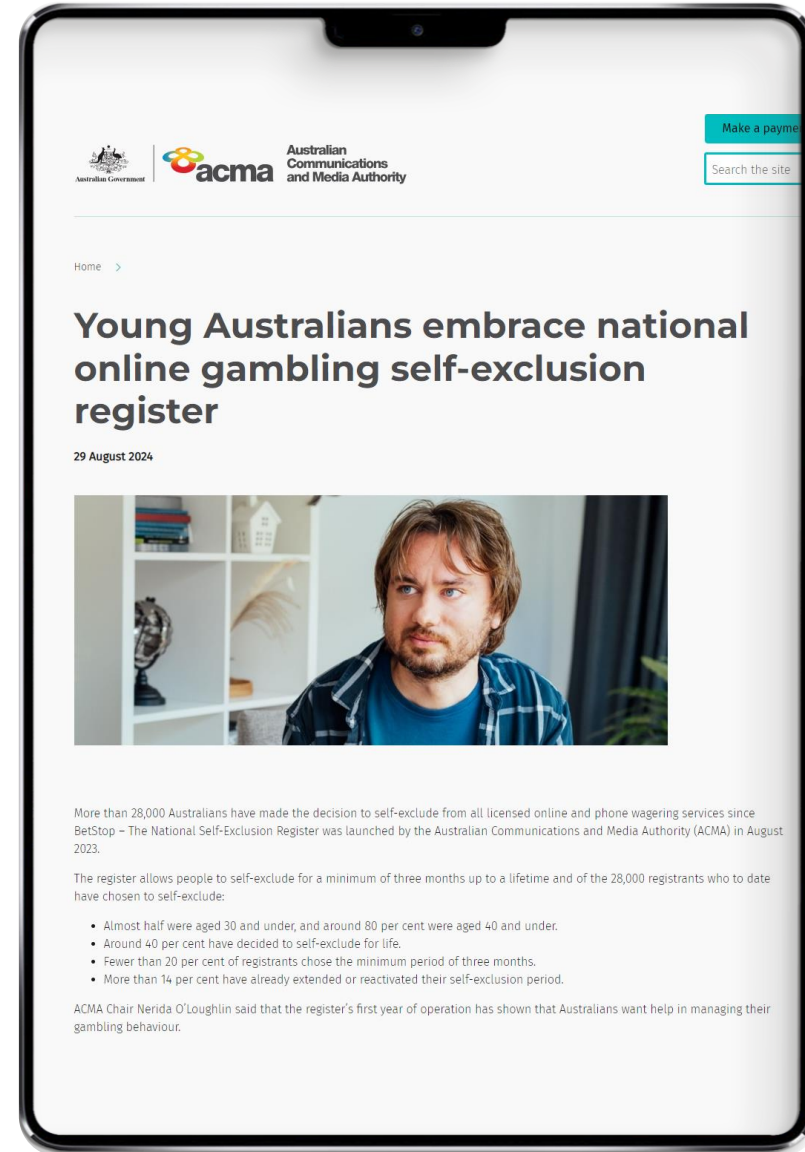 Make a payme
Australian Government
acma
Australian
Communications
and Media Authority
Search the site
Home >
Young Australians embrace national
online gambling self-exclusion
register
29 August 2024
More than 28,000 Australians have made the decision to self-exclude from all licensed online and phone wagering services since
BetStop – The National Self-Exclusion Register was launched by the Australian Communications and Media Authority (ACMA) in August
2023.
The register allows people to self-exclude for a minimum of three months up to a lifetime and of the 28,000 registrants who to date
have chosen to self-exclude:
• Almost half were aged 30 and under, and around 80 per cent were aged 40 and under.
• Around 40 per cent have decided to self-exclude for life.
• Fewer than 20 per cent of registrants chose the minimum period of three months.
• More than 14 per cent have already extended or reactivated their self-exclusion period.
ACMA Chair Nerida O'Loughlin said that the register's first year of operation has shown that Australians want help in managing their
gambling behaviour.